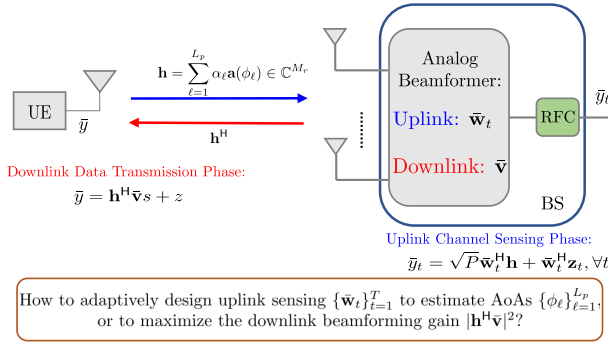 h = \sum_{\ell=1}^{L_p} α_ℓ a(ϕ_ℓ) ∈ ℂ^{M_r}
UE
ȳ
h^H
Downlink Data Transmission Phase:
ȳ = h^H v̄ s + z
Analog
Beamformer:
Uplink: w̄_t
Downlink: v̄
RFC
ȳ_t
BS
Uplink Channel Sensing Phase:
ȳ_t = √P w̄_t^H h + w̄_t^H z_t, ∀t
How to adaptively design uplink sensing {w̄_t}_{t=1}^T to estimate AoAs {ϕ_ℓ}_{ℓ=1}^{L_p},
or to maximize the downlink beamforming gain |h^H v̄|²?